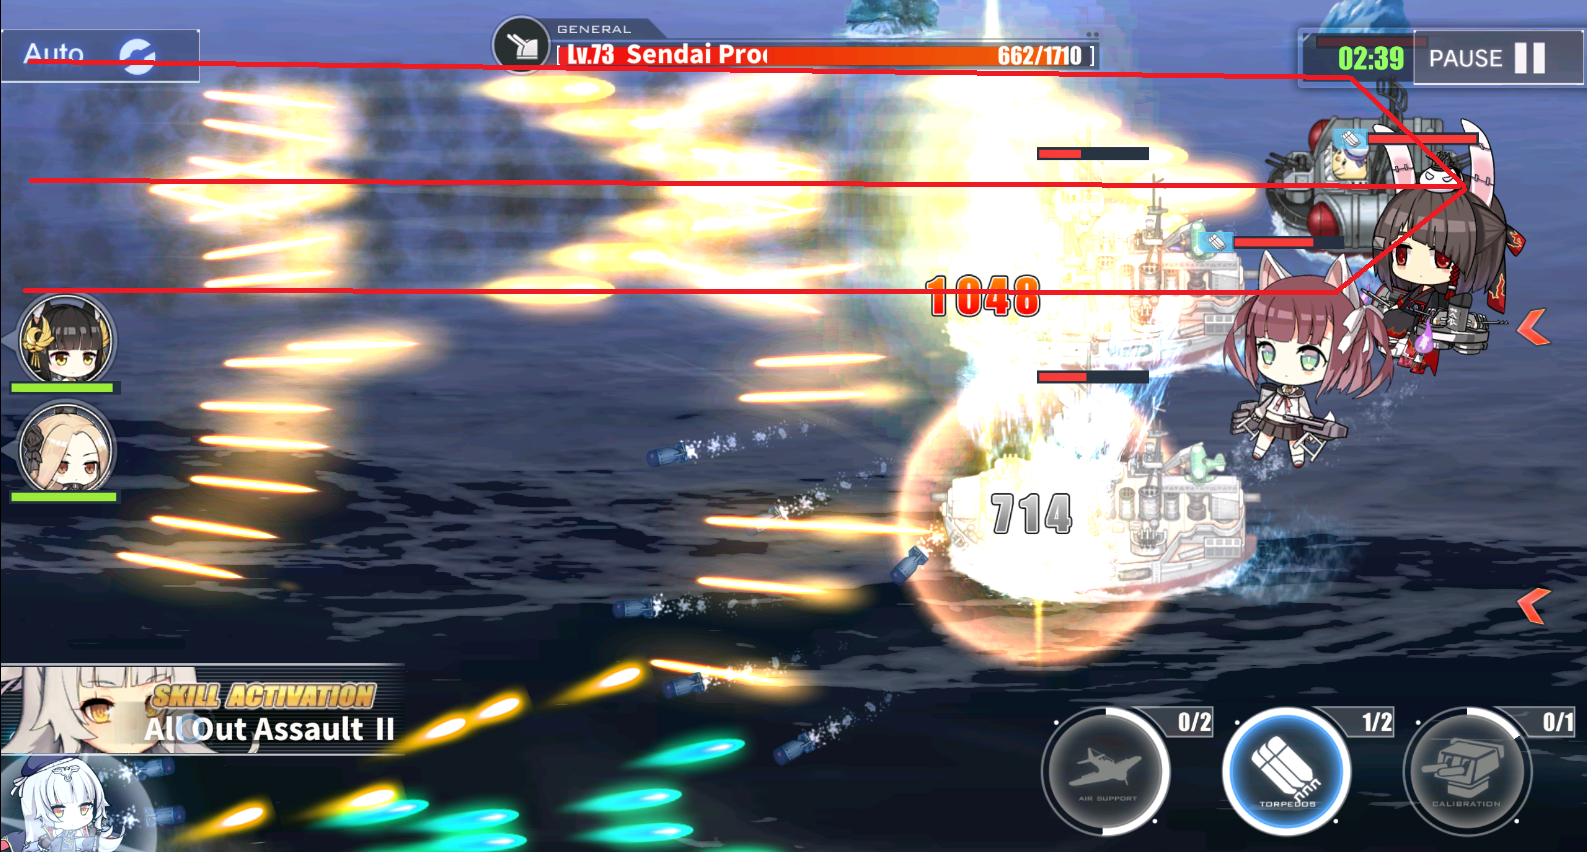 Auto
GENERAL
[ Lv.73 Sendai Pro
662/1710 ]
02:39
PAUSE
1048
714
SKILL ACTIVATION
All Out Assault II
0/2
1/2
0/1
AIR SUPPORT
TORPEDOS
CALIBRATION